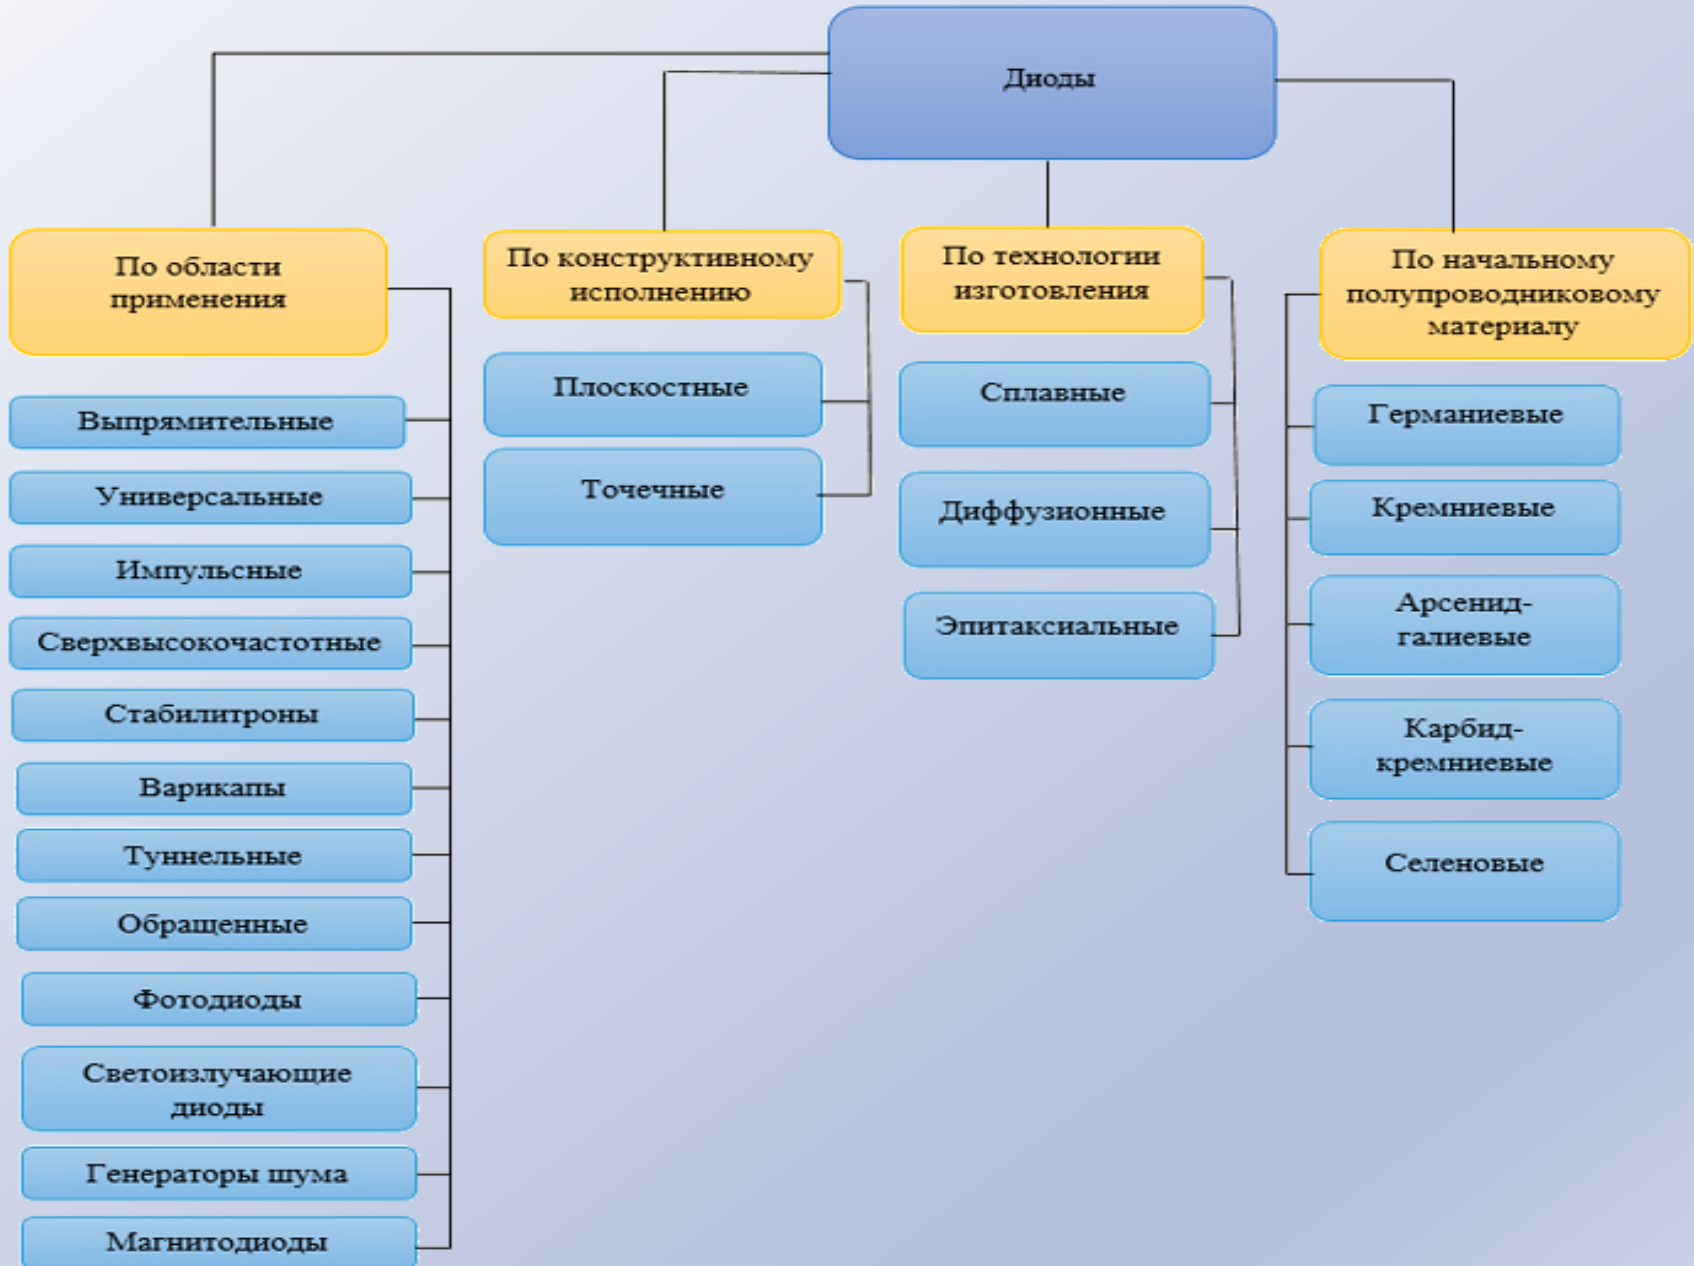 Диоды
По области
применения
Выпрямительные
Универсальные
Импульсные
Сверхвысокочастотные
Стабилитроны
Варикапы
Туннельные
Обращенные
Фотодиоды
Светоизлучающие
диоды
Генераторы шума
Магнитодиоды
По конструктивному
исполнению
Плоскостные
Точечные
По технологии
изготовления
Сплавные
Диффузионные
Эпитаксиальные
По начальному
полупроводниковому
материалу
Германиевые
Кремниевые
Арсенид-
галиевые
Карбид-
кремниевые
Селеновые